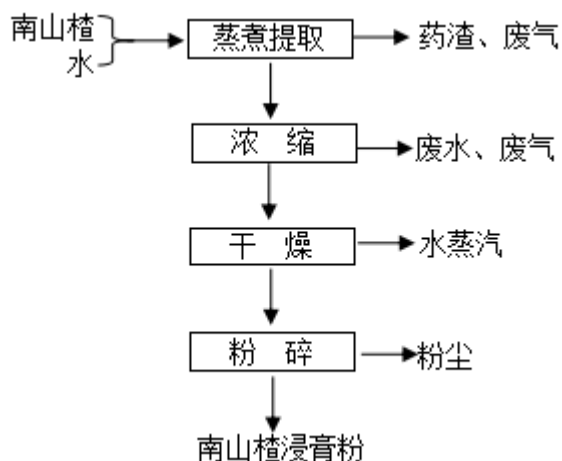 南山楂
水
蒸煮提取
药渣、废气
浓 缩
废水、废气
干 燥
水蒸汽
粉 碎
粉尘
南山楂浸膏粉